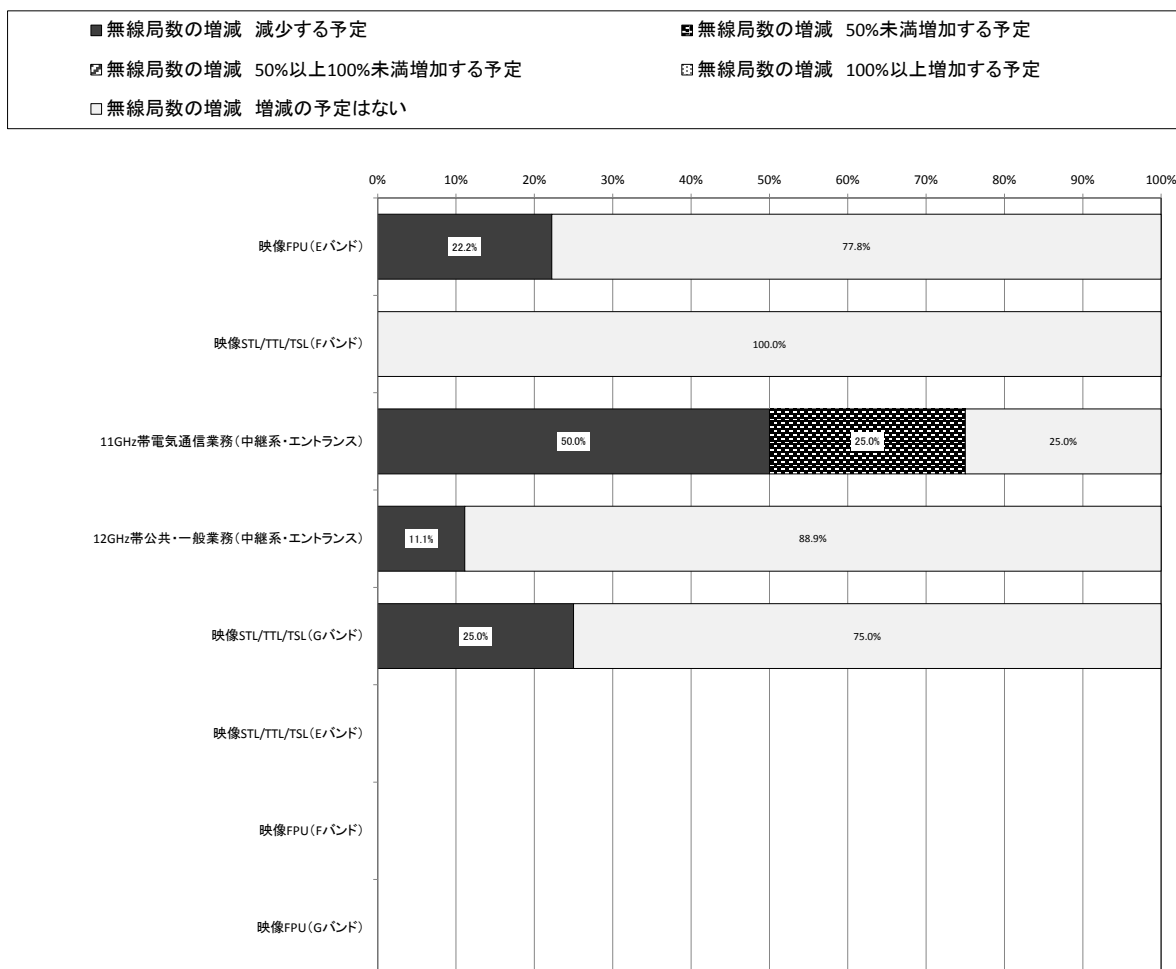 ■無線局数の増減 減少する予定
無線局数の増減 50%未満増加する予定
無線局数の増減 50%以上100%未満増加する予定
無線局数の増減 100%以上増加する予定
□無線局数の増減 増減の予定はない
0% 10% 20% 30% 40% 50% 60% 70% 80% 90% 100%
映像FPU(Eバンド) 22.2% 77.8%
映像STL/TTL/TSL(Fバンド) 100.0%
11GHz帯電気通信業務(中継系・エントランス) 50.0% 25.0% 25.0%
12GHz帯公共・一般業務(中継系・エントランス) 11.1% 88.9%
映像STL/TTL/TSL(Gバンド) 25.0% 75.0%
映像STL/TTL/TSL(Eバンド)
映像FPU(Fバンド)
映像FPU(Gバンド)